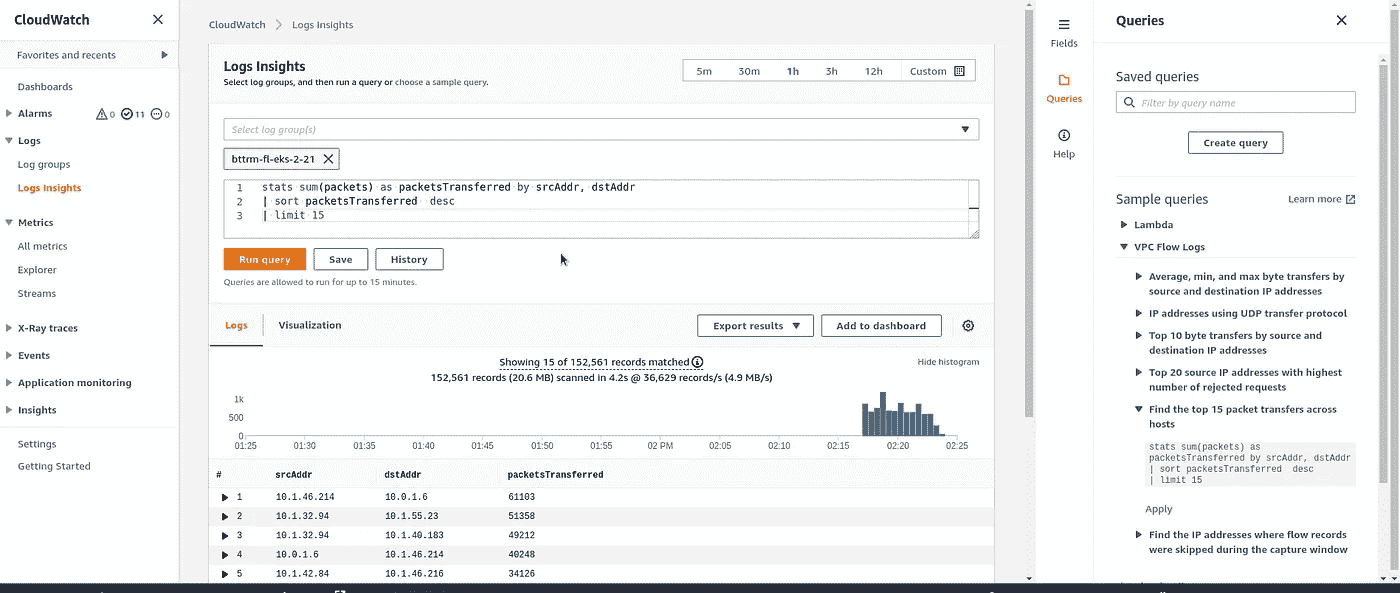 CloudWatch
Favorites and recents
Dashboards
Alarms 0 11 0
Logs
Log groups
Logs Insights
Metrics
All metrics
Explorer
Streams
X-Ray traces
Events
Application monitoring
Insights
Settings
Getting Started
CloudWatch > Logs Insights
Logs Insights
Select log groups, and then run a query or choose a sample query.
5m 30m 1h 3h 12h Custom
Select log group(s)
bttrm-fl-eks-2-21
1 stats sum(packets) as packetsTransferred by srcAddr, dstAddr
2 | sort packetsTransferred  desc
3 | limit 15
Run query Save History
Queries are allowed to run for up to 15 minutes.
Logs Visualization
Export results Add to dashboard
Showing 15 of 152,561 records matched
152,561 records (20.6 MB) scanned in 4.2s @ 36,629 records/s (4.9 MB/s)
Hide histogram
1k
500
0
01:25 01:30 01:35 01:40 01:45 01:50 01:55 02 PM 02:05 02:10 02:15 02:20 02:25
# srcAddr dstAddr packetsTransferred
1 10.1.46.214 10.0.1.6 61103
2 10.1.32.94 10.1.55.23 51358
3 10.1.32.94 10.1.40.183 49212
4 10.0.1.6 10.1.46.214 40248
5 10.1.42.84 10.1.46.216 34126
Fields
Queries
Help
Queries
Saved queries
Filter by query name
Create query
Sample queries Learn more
Lambda
VPC Flow Logs
Average, min, and max byte transfers by
source and destination IP addresses
IP addresses using UDP transfer protocol
Top 10 byte transfers by source and
destination IP addresses
Top 20 source IP addresses with highest
number of rejected requests
Find the top 15 packet transfers across
hosts
stats sum(packets) as
packetsTransferred by srcAddr, dstAddr
| sort packetsTransferred  desc
| limit 15
Apply
Find the IP addresses where flow records
were skipped during the capture window